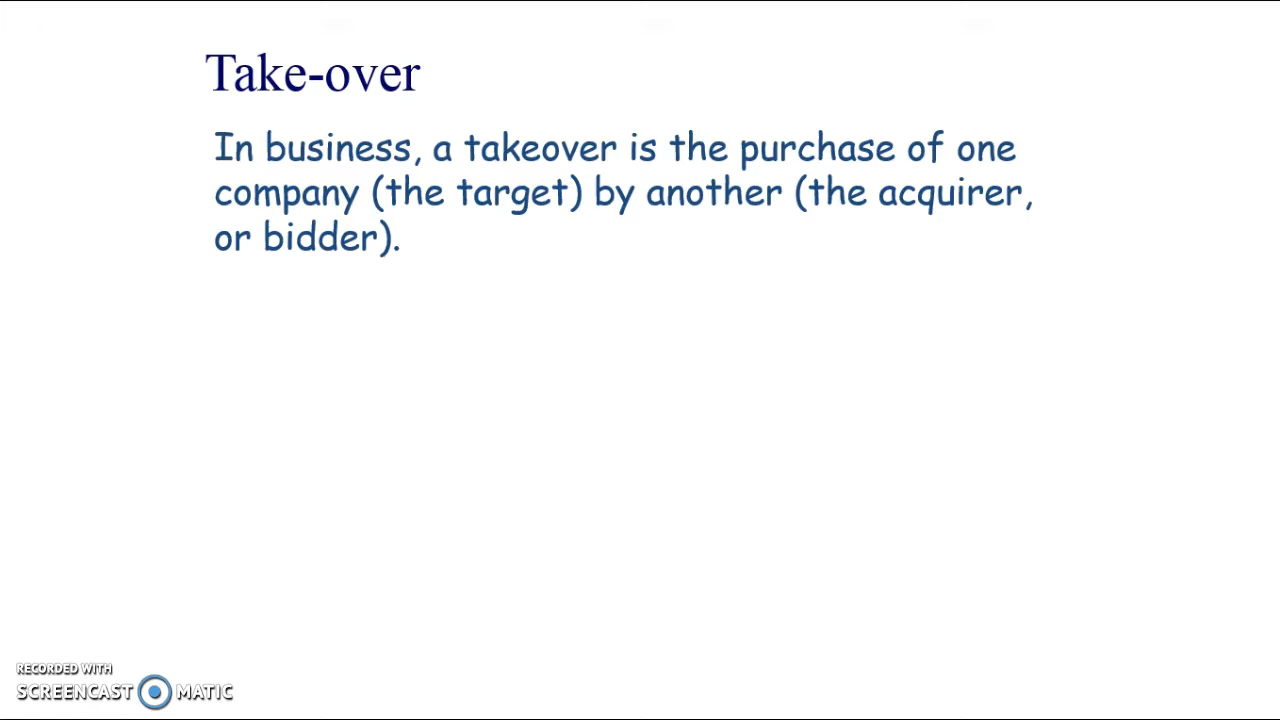 Take-over
In business, a takeover is the purchase of one
company (the target) by another (the acquirer,
or bidder).
RECORDED WITH
SCREENCAST MATIC